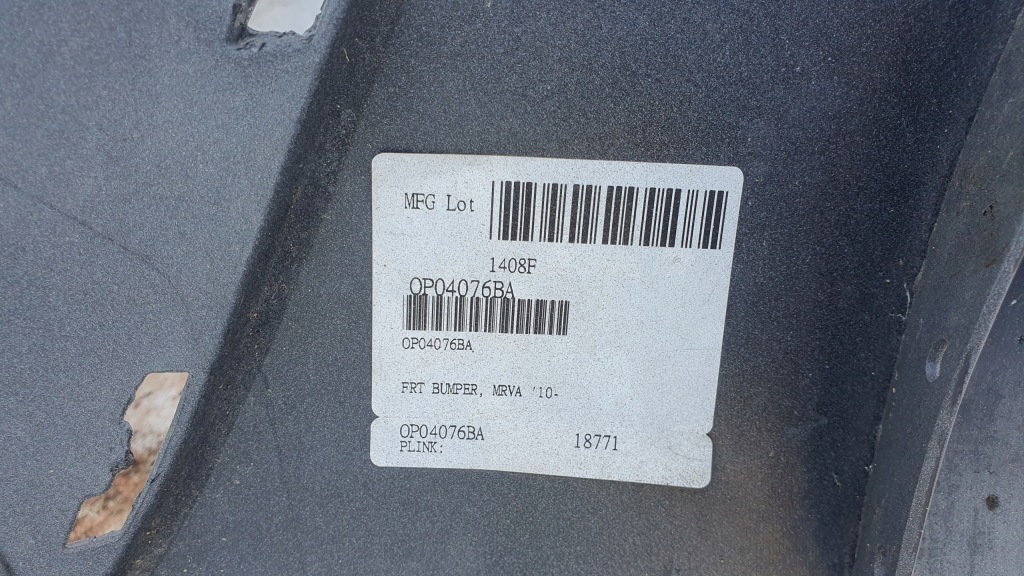 MFG Lot
1408F
OP04076BA
OP04076BA
FRT BUMPER, MRVA '10-
OP04076BA 18771
PLINK: